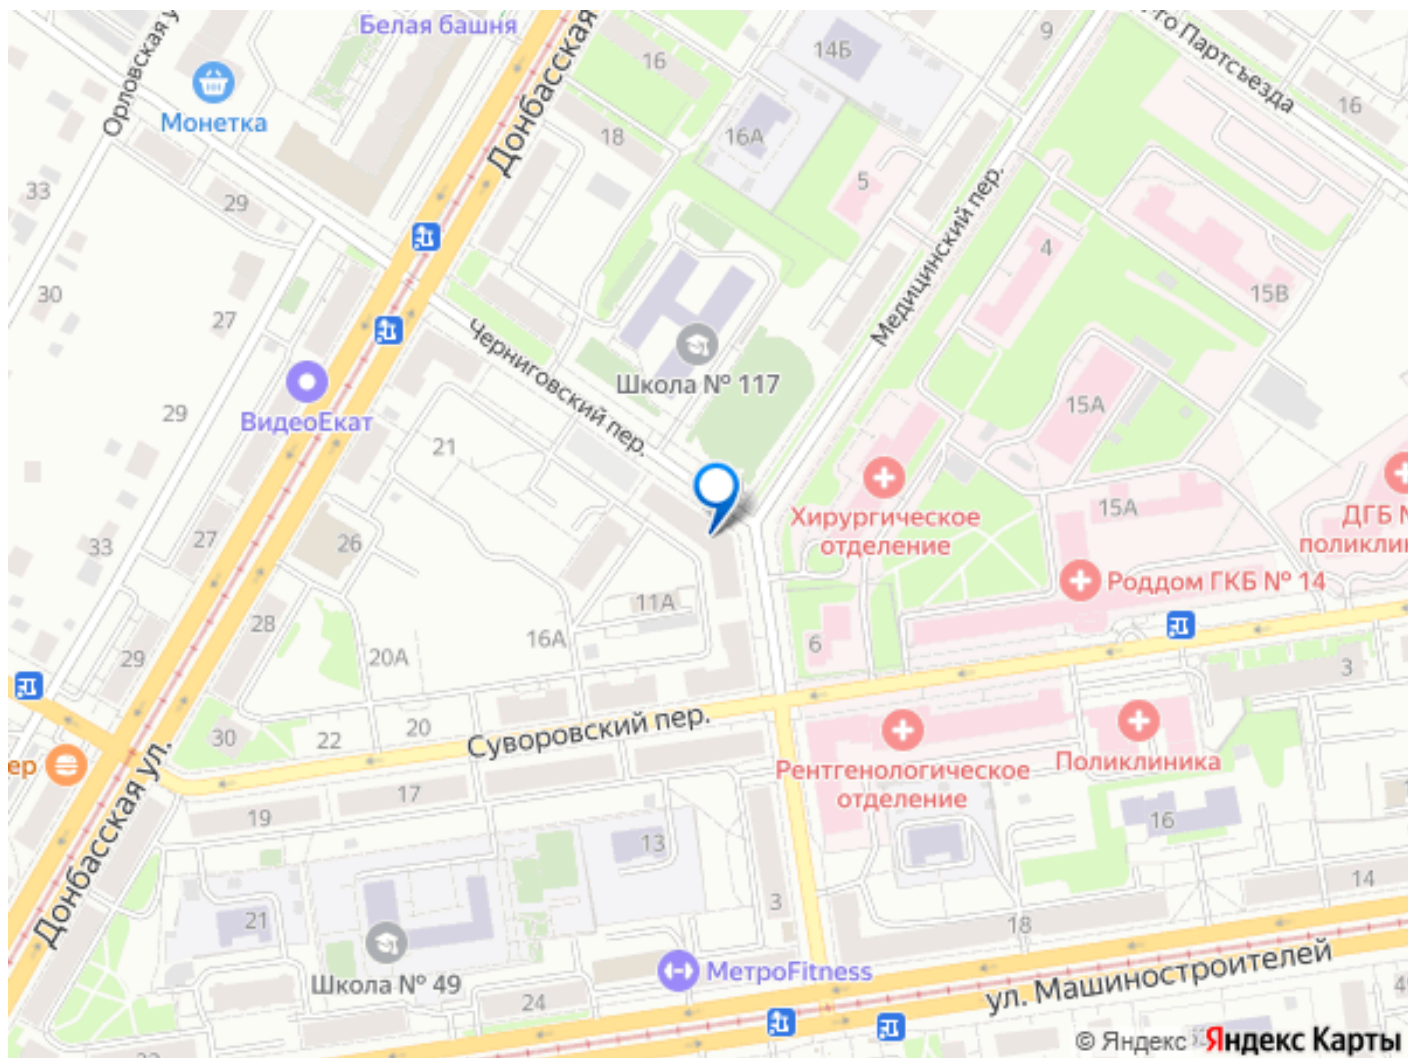 Белая башня
Орловская у
Донбасская
Монетка
16
9
14Б
го Партсъезда
16
18
16А
5
Медицинский пер.
33
29
4
15В
30
27
Черниговский пер.
Школа № 117
ВидеоЕкат
29
21
15А
Хирургическое
отделение
15А
ДГБ №
поликлин
33
27
26
Роддом ГКБ № 14
28
11А
16А
6
29
20А
3
30
22
20
Суворовский пер.
ер
Рентгенологическое
отделение
Поликлиника
Донбасская ул.
19
17
13
16
21
3
18
14
Школа № 49
МетроFitness
24
ул. Машиностроителей
© Яндекс Яндекс Карты